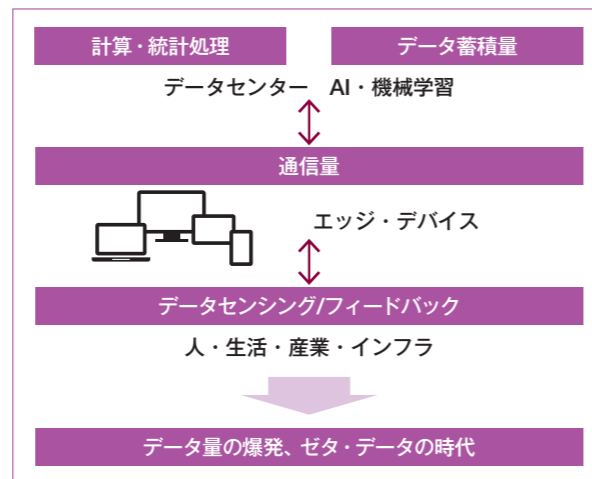 計算・統計処理 データ蓄積量
データセンター AI・機械学習
通信量
エッジ・デバイス
データセンシング/フィードバック
人・生活・産業・インフラ
データ量の爆発、ゼタ・データの時代